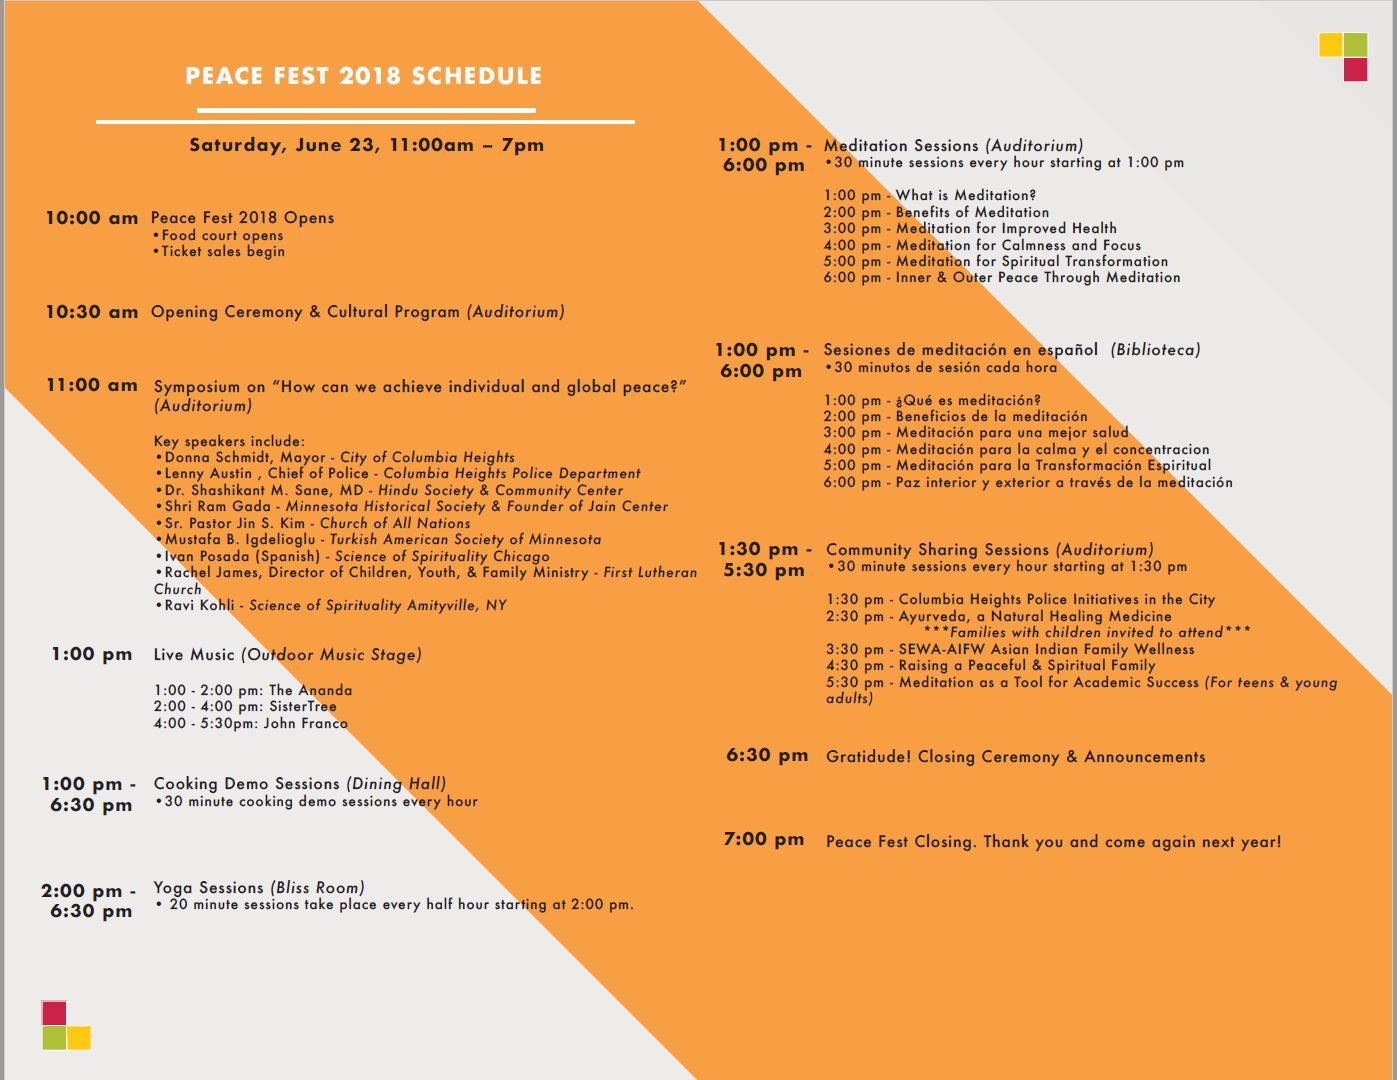 PEACE FEST 2018 SCHEDULE
Saturday, June 23, 11:00am – 7pm
10:00 am Peace Fest 2018 Opens
•Food court opens
•Ticket sales begin
10:30 am Opening Ceremony & Cultural Program (Auditorium)
11:00 am Symposium on “How can we achieve individual and global peace?”
(Auditorium)
Key speakers include:
•Donna Schmidt, Mayor - City of Columbia Heights
•Lenny Austin , Chief of Police - Columbia Heights Police Department
•Dr. Shashikant M. Sane, MD - Hindu Society & Community Center
•Shri Ram Gada - Minnesota Historical Society & Founder of Jain Center
•Sr. Pastor Jin S. Kim - Church of All Nations
•Mustafa B. Igdelioglu - Turkish American Society of Minnesota
•Ivan Posada (Spanish) - Science of Spirituality Chicago
•Rachel James, Director of Children, Youth, & Family Ministry - First Lutheran
Church
•Ravi Kohli - Science of Spirituality Amityville, NY
1:00 pm Live Music (Outdoor Music Stage)
1:00 - 2:00 pm: The Ananda
2:00 - 4:00 pm: SisterTree
4:00 - 5:30pm: John Franco
1:00 pm - Cooking Demo Sessions (Dining Hall)
6:30 pm •30 minute cooking demo sessions every hour
2:00 pm - Yoga Sessions (Bliss Room)
6:30 pm • 20 minute sessions take place every half hour starting at 2:00 pm.
1:00 pm - Meditation Sessions (Auditorium)
6:00 pm •30 minute sessions every hour starting at 1:00 pm
1:00 pm - What is Meditation?
2:00 pm - Benefits of Meditation
3:00 pm - Meditation for Improved Health
4:00 pm - Meditation for Calmness and Focus
5:00 pm - Meditation for Spiritual Transformation
6:00 pm - Inner & Outer Peace Through Meditation
1:00 pm - Sesiones de meditación en español (Biblioteca)
6:00 pm •30 minutos de sesión cada hora
1:00 pm - ¿Qué es meditación?
2:00 pm - Beneficios de la meditación
3:00 pm - Meditación para una mejor salud
4:00 pm - Meditación para la calma y el concentracion
5:00 pm - Meditación para la Transformación Espiritual
6:00 pm - Paz interior y exterior a través de la meditación
1:30 pm - Community Sharing Sessions (Auditorium)
5:30 pm •30 minute sessions every hour starting at 1:30 pm
1:30 pm - Columbia Heights Police Initiatives in the City
2:30 pm - Ayurveda, a Natural Healing Medicine
***Families with children invited to attend***
3:30 pm - SEWA-AIFW Asian Indian Family Wellness
4:30 pm - Raising a Peaceful & Spiritual Family
5:30 pm - Meditation as a Tool for Academic Success (For teens & young
adults)
6:30 pm Gratidude! Closing Ceremony & Announcements
7:00 pm Peace Fest Closing. Thank you and come again next year!